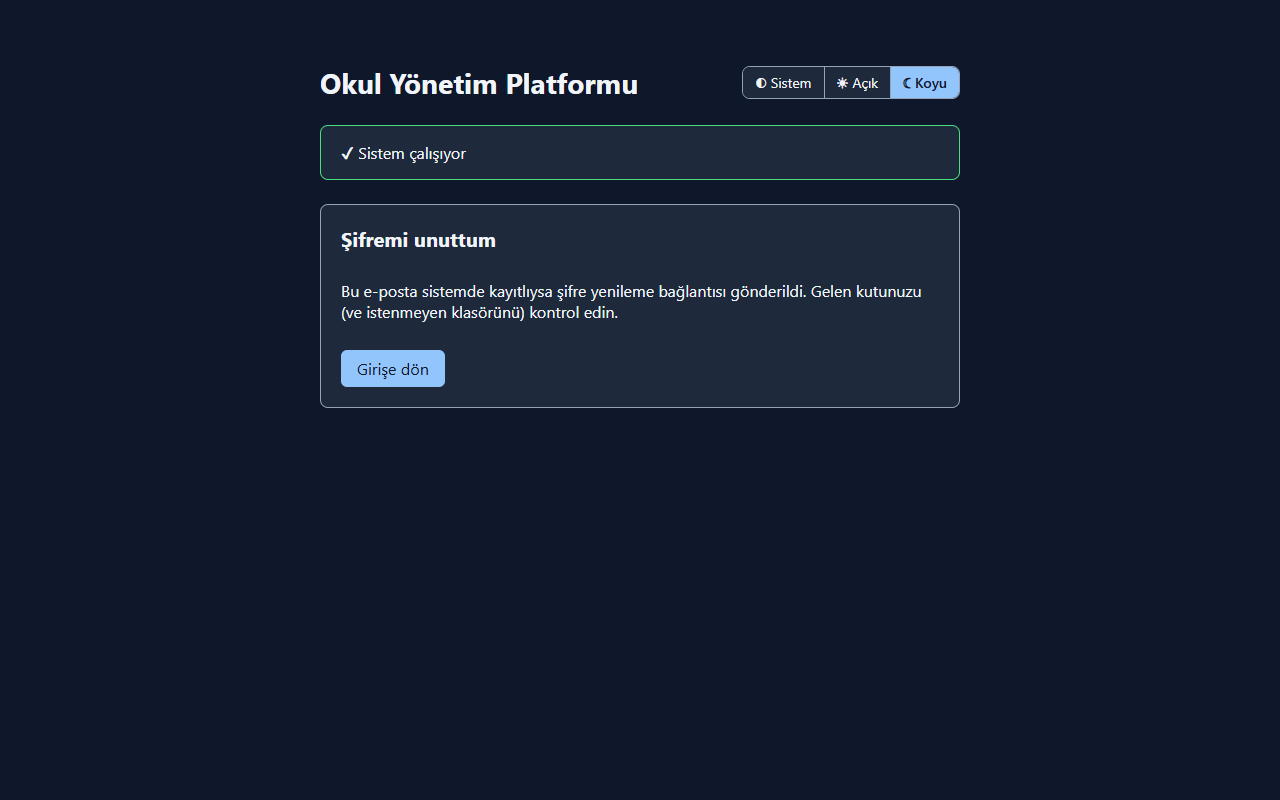 Okul Yönetim Platformu
◐ Sistem ☀ Açık ☾ Koyu
✓ Sistem çalışıyor
Şifremi unuttum
Bu e-posta sistemde kayıtlıysa şifre yenileme bağlantısı gönderildi. Gelen kutunuzu
(ve istenmeyen klasörünü) kontrol edin.
Girişe dön